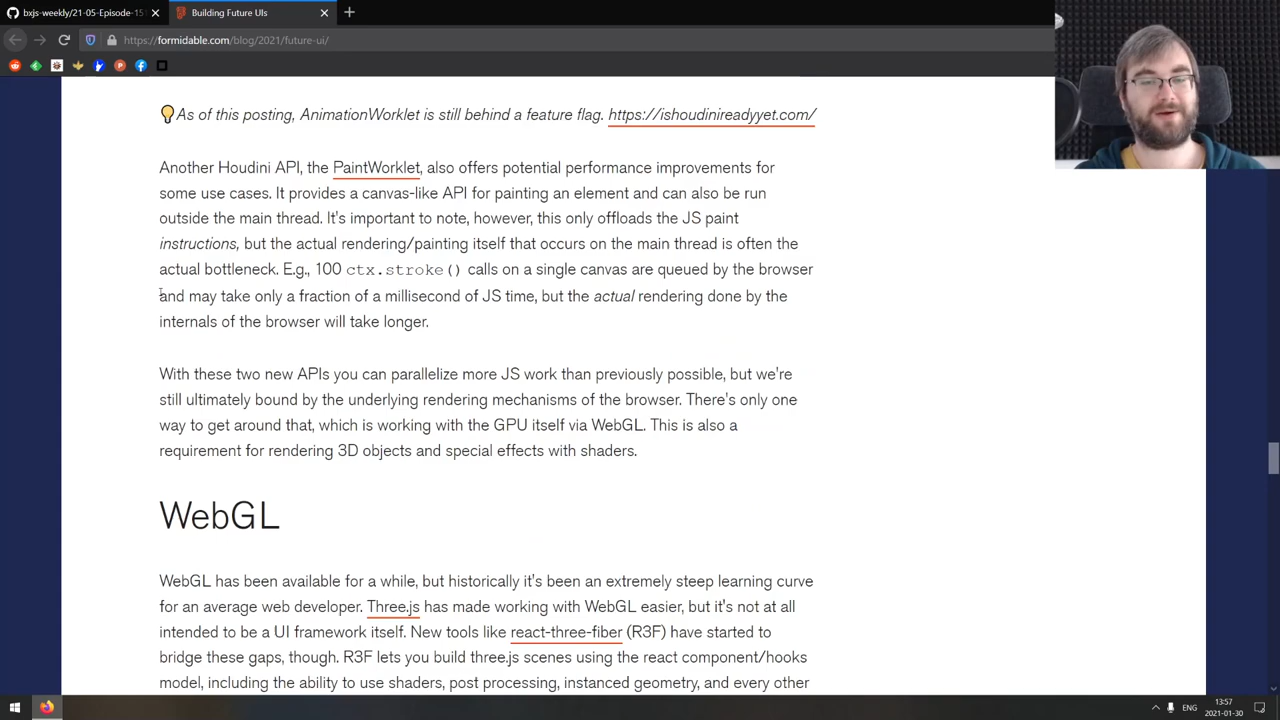 bxjs-weekly/21-05-Episode-15
Building Future UIs
https://formidable.com/blog/2021/future-ui/
As of this posting, AnimationWorklet is still behind a feature flag. https://ishoudinireadyyet.com/
Another Houdini API, the PaintWorklet, also offers potential performance improvements for
some use cases. It provides a canvas-like API for painting an element and can also be run
outside the main thread. It's important to note, however, this only offloads the JS paint
instructions, but the actual rendering/painting itself that occurs on the main thread is often the
actual bottleneck. E.g., 100 ctx.stroke() calls on a single canvas are queued by the browser
and may take only a fraction of a millisecond of JS time, but the actual rendering done by the
internals of the browser will take longer.
With these two new APIs you can parallelize more JS work than previously possible, but we're
still ultimately bound by the underlying rendering mechanisms of the browser. There's only one
way to get around that, which is working with the GPU itself via WebGL. This is also a
requirement for rendering 3D objects and special effects with shaders.
WebGL
WebGL has been available for a while, but historically it's been an extremely steep learning curve
for an average web developer. Three.js has made working with WebGL easier, but it's not at all
intended to be a UI framework itself. New tools like react-three-fiber (R3F) have started to
bridge these gaps, though. R3F lets you build three.js scenes using the react component/hooks
model, including the ability to use shaders, post processing, instanced geometry, and every other
ENG
13:57
2021-01-30